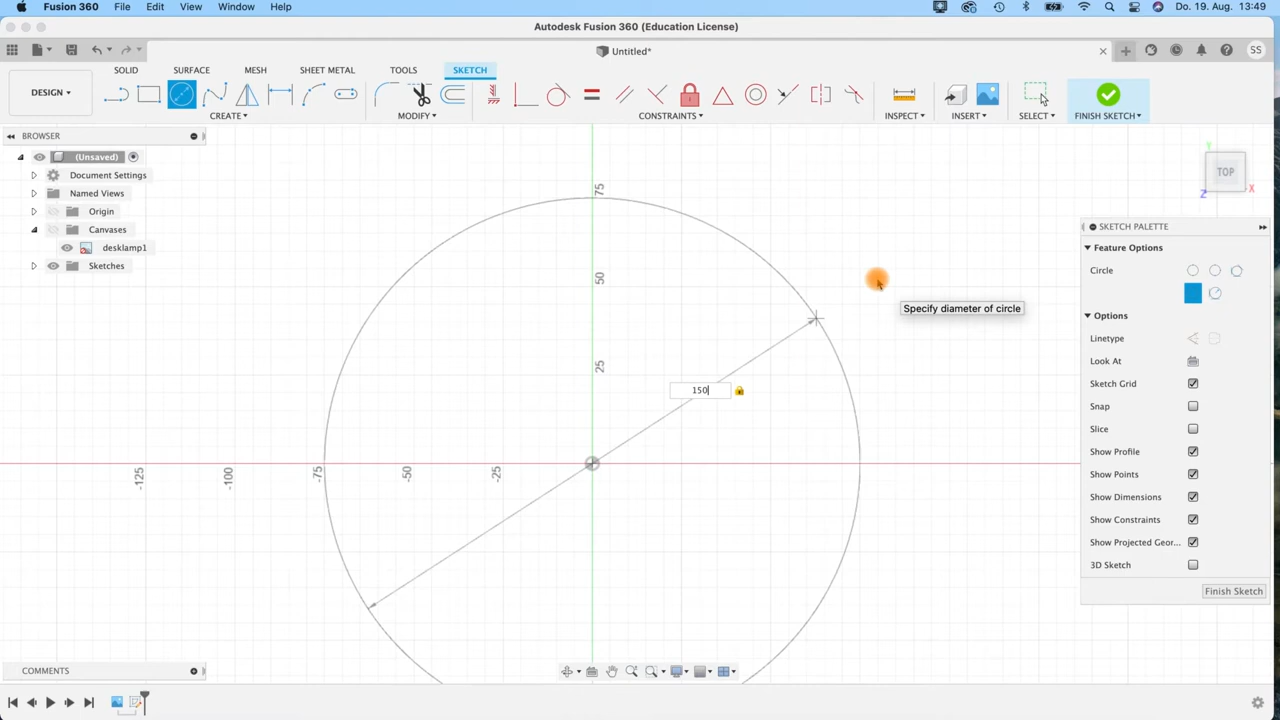 Fusion 360 File Edit View Window Help Do. 19. Aug. 13:49
Autodesk Fusion 360 (Education License)
Untitled*
SS
SOLID SURFACE MESH SHEET METAL TOOLS SKETCH
DESIGN
CREATE MODIFY CONSTRAINTS INSPECT INSERT SELECT FINISH SKETCH
BROWSER
(Unsaved)
Document Settings
Named Views
Origin
Canvases
desklamp1
Sketches
TOP
Y
X
Z
75
50
25
-125
-100
-75
-50
-25
150
Specify diameter of circle
SKETCH PALETTE
Feature Options
Circle
Options
Linetype
Look At
Sketch Grid
Snap
Slice
Show Profile
Show Points
Show Dimensions
Show Constraints
Show Projected Geor...
3D Sketch
Finish Sketch
COMMENTS